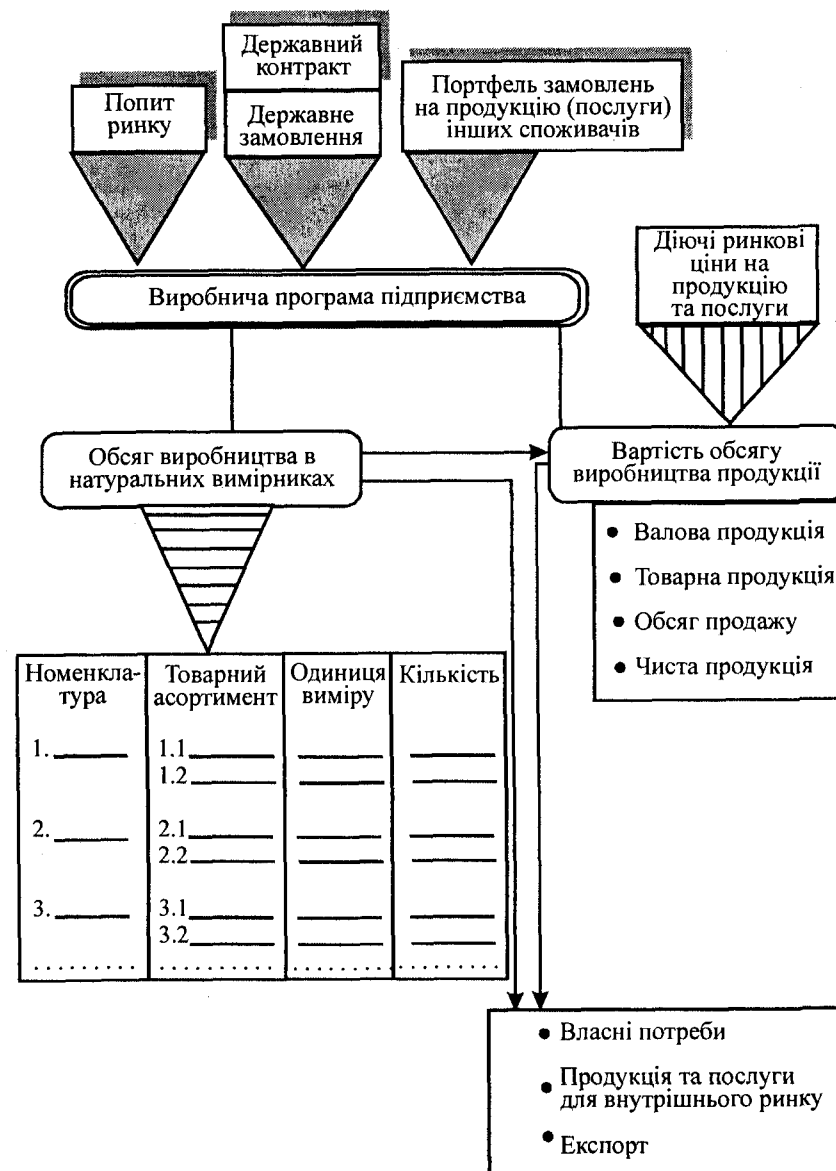 Державний
контракт
Попит
ринку
Державне
замовлення
Портфель замовлень
на продукцію (послуги)
інших споживачів
Діючі ринкові
ціни на
продукцію
та послуги
Виробнича програма підприємства
Обсяг виробництва в
натуральних вимірниках
Вартість обсягу
виробництва продукції
• Валова продукція
• Товарна продукція
• Обсяг продажу
• Чиста продукція
Номенкла-
тура
Товарний
асортимент
Одиниця
виміру
Кількість
1. 1.1
1.2
2. 2.1
2.2
3. 3.1
3.2
• Власні потреби
• Продукція та послуги
для внутрішнього ринку
• Експорт